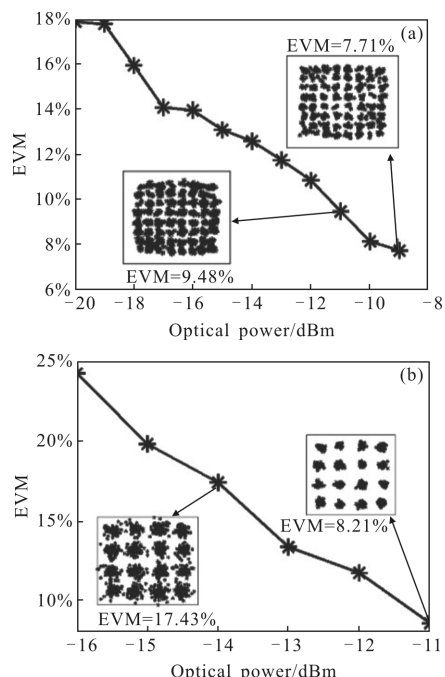 18%
(a)
EVM=7.71%
16%
14%
EVM
12%
10%
8%
EVM=9.48%
6%
−20
−18
−16
−14
−12
−10
−8
Optical power/dBm
25%
(b)
20%
EVM
15%
EVM=8.21%
10%
EVM=17.43%
−16
−15
−14
−13
−12
−11
Optical power/dBm